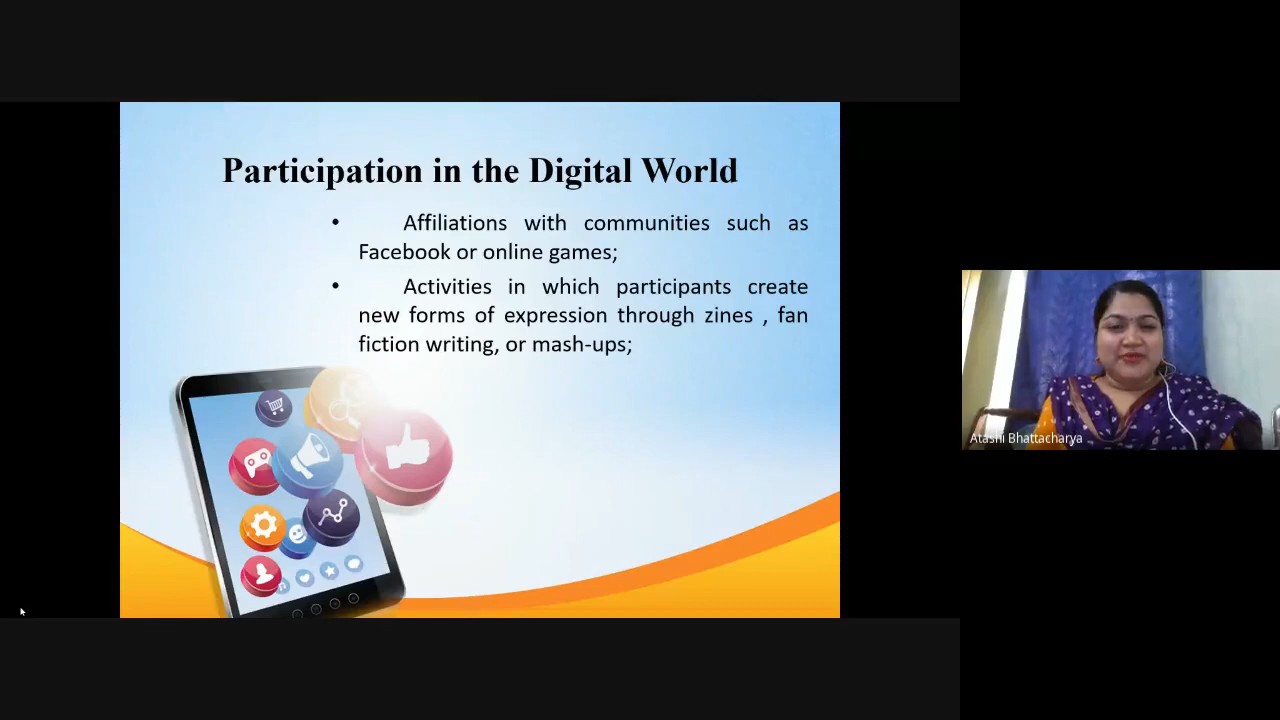 Participation in the Digital World
• Affiliations with communities such as
Facebook or online games;
• Activities in which participants create
new forms of expression through zines , fan
fiction writing, or mash-ups;
Atashi Bhattacharya